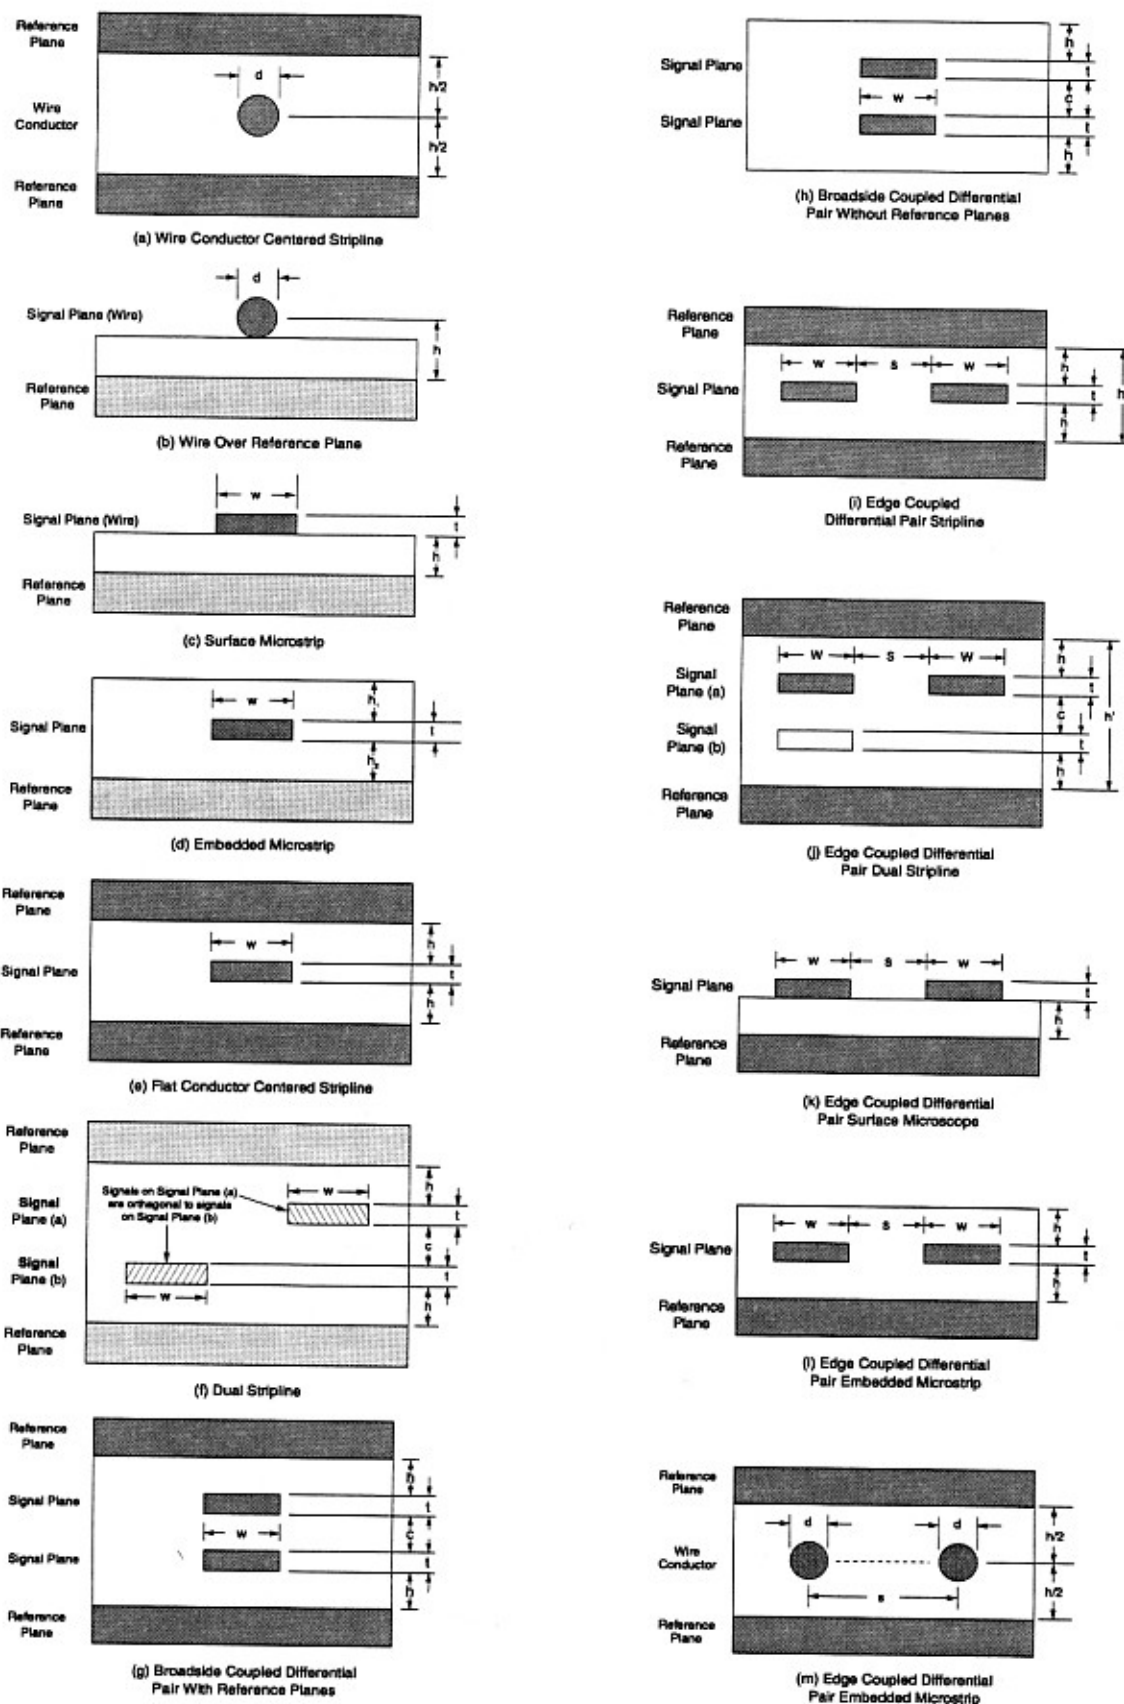 Reference
Plane
d
h/2
Wire
Conductor
h/2
Reference
Plane
(a) Wire Conductor Centered Stripline
d
Signal Plane (Wire)
h
Reference
Plane
(b) Wire Over Reference Plane
w
Signal Plane (Wire)
t
h
Reference
Plane
(c) Surface Microstrip
w
h
Signal Plane
t
h
Reference
Plane
(d) Embedded Microstrip
Reference
Plane
w
h
Signal Plane
t
h
Reference
Plane
(e) Flat Conductor Centered Stripline
Reference
Plane
w
h
Signals on Signal Plane (a)
are orthogonal to signals
on Signal Plane (b)
Signal
Plane (a)
t
c
Signal
Plane (b)
t
w
h
Reference
Plane
(f) Dual Stripline
Reference
Plane
h
Signal Plane
t
w
c
Signal Plane
t
h
Reference
Plane
(g) Broadside Coupled Differential
Pair With Reference Planes
h
Signal Plane
t
w
c
Signal Plane
t
h
(h) Broadside Coupled Differential
Pair Without Reference Planes
Reference
Plane
w s w
h
h
Signal Plane
t
h
Reference
Plane
(i) Edge Coupled
Differential Pair Stripline
Reference
Plane
W S W
h
Signal
Plane (a)
t
c
h'
Signal
Plane (b)
t
h
Reference
Plane
(j) Edge Coupled Differential
Pair Dual Stripline
w s w
Signal Plane
t
h
Reference
Plane
(k) Edge Coupled Differential
Pair Surface Microscope
w s w
h
Signal Plane
t
h
Reference
Plane
(l) Edge Coupled Differential
Pair Embedded Microstrip
Reference
Plane
d d
h/2
Wire
Conductor
s
h/2
Reference
Plane
(m) Edge Coupled Differential
Pair Embedded Microstrip